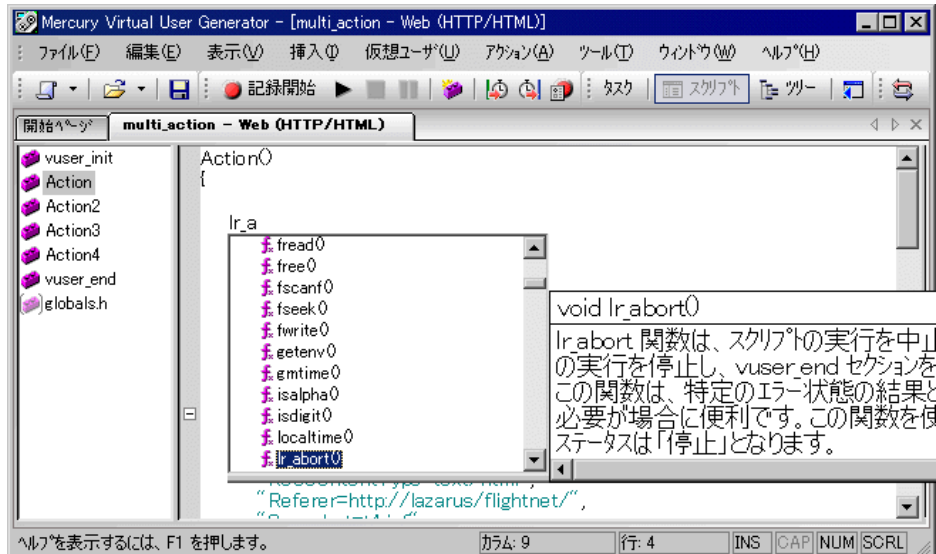 Mercury Virtual User Generator - [multi_action - Web (HTTP/HTML)]
ファイル(F) 編集(E) 表示(V) 挿入(I) 仮想ユーザ(U) アクション(A) ツール(T) ウィンドウ(W) ヘルプ(H)
記録開始 タスク スクリプト ツリー
開始ページ multi_action - Web (HTTP/HTML)
vuser_init
Action
Action2
Action3
Action4
vuser_end
globals.h
Action()
{
lr_a
fread()
free()
fscanf()
fseek()
fwrite()
getenv()
gmtime()
isalpha()
isdigit()
localtime()
lr_abort()
void lr_abort()
lr_abort 関数は、スクリプトの実行を中止
の実行を停止し、vuser_end セクションを
この関数は、特定のエラー状態の結果と
必要が場合に便利です。この関数を使
ステータスは「停止」となります。
"Referer=http://lazarus/flightnet/",
ヘルプを表示するには、F1 を押します。 カラム: 9 行: 4 INS CAP NUM SCRL